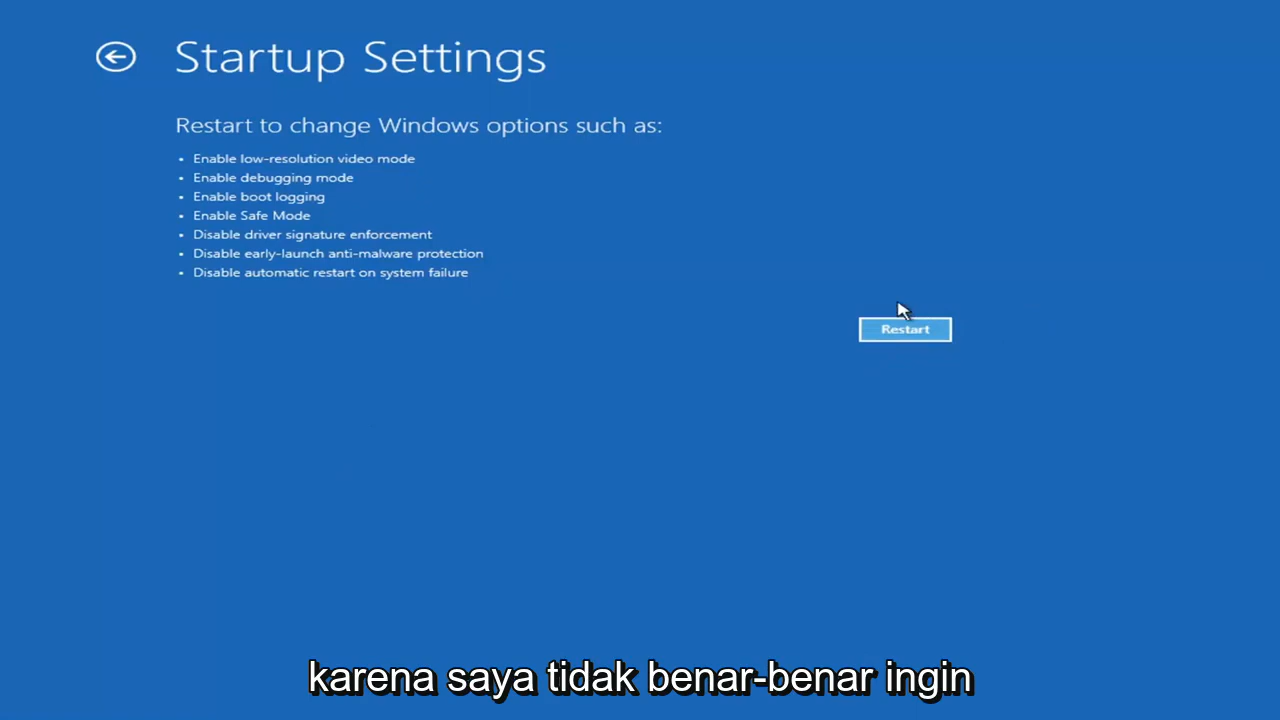 Startup Settings
Restart to change Windows options such as:
• Enable low-resolution video mode
• Enable debugging mode
• Enable boot logging
• Enable Safe Mode
• Disable driver signature enforcement
• Disable early-launch anti-malware protection
• Disable automatic restart on system failure
Restart
karena saya tidak benar-benar ingin